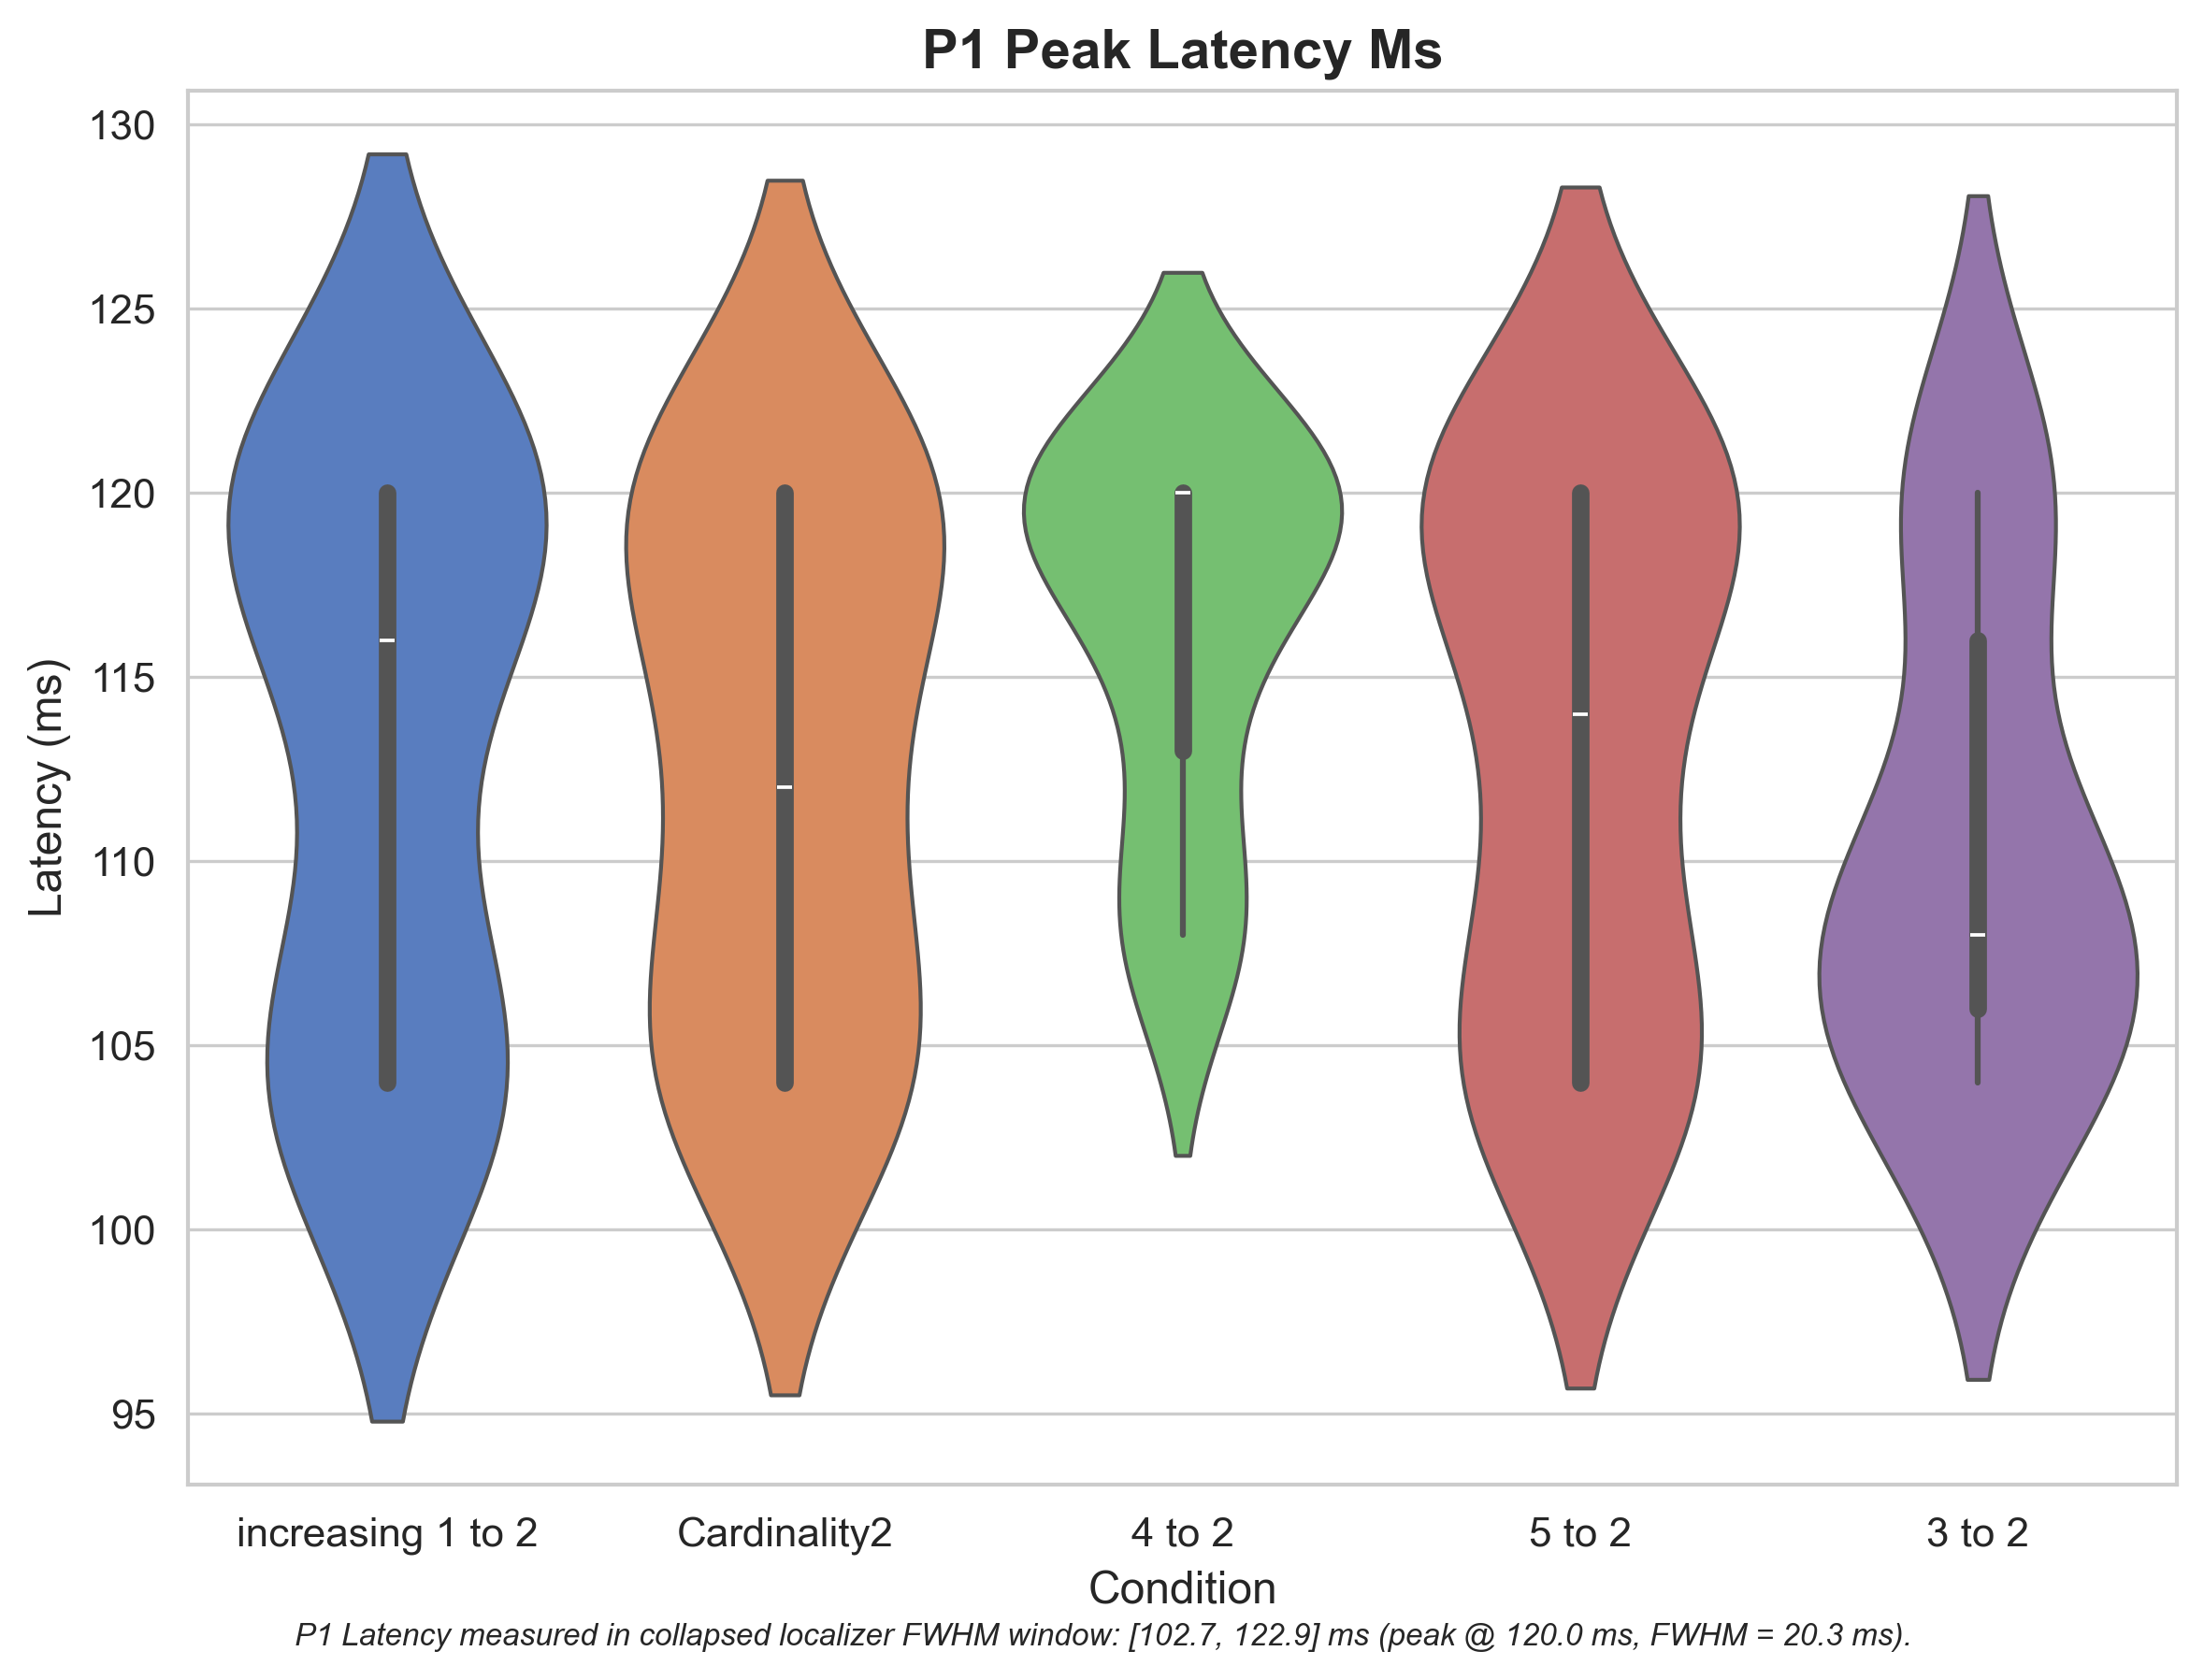 P1 Peak Latency Ms
130
125
120
115
110
105
100
95
Latency (ms)
increasing 1 to 2
Cardinality2
4 to 2
5 to 2
3 to 2
Condition
P1 Latency measured in collapsed localizer FWHM window: [102.7, 122.9] ms (peak @ 120.0 ms, FWHM = 20.3 ms).